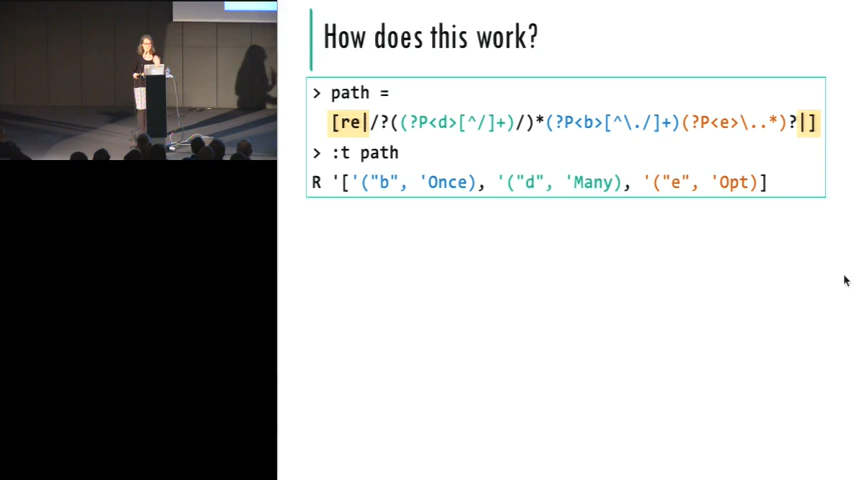 How does this work?
> path =
[re|/?((?P<d>[^/]+)/)*(?P<b>[^\./]+)(?P<e>\..*)?|]
> :t path
R '['("b", 'Once), '("d", 'Many), '("e", 'Opt)]